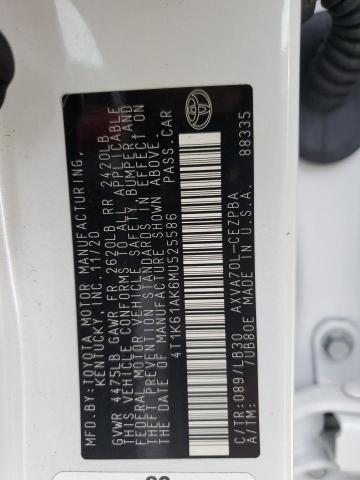 MFD.BY:TOYOTA MOTOR MANUFACTURING,
KENTUCKY, INC. 11/20
GVWR 4475LB GAWR FR 2620LB RR 2420LB
THIS VEHICLE CONFORMS TO ALL APPLICABLE
FEDERAL MOTOR VEHICLE SAFETY, BUMPER AND
THEFT PREVENTION STANDARDS IN EFFECT ON
THE DATE OF MANUFACTURE SHOWN ABOVE.
4T1K61AK6MU525586 PASS.CAR
C/TR:089/LB30 AXVA70L-CEZPBA
A/TM: /UB80E MADE IN U.S.A.
88335